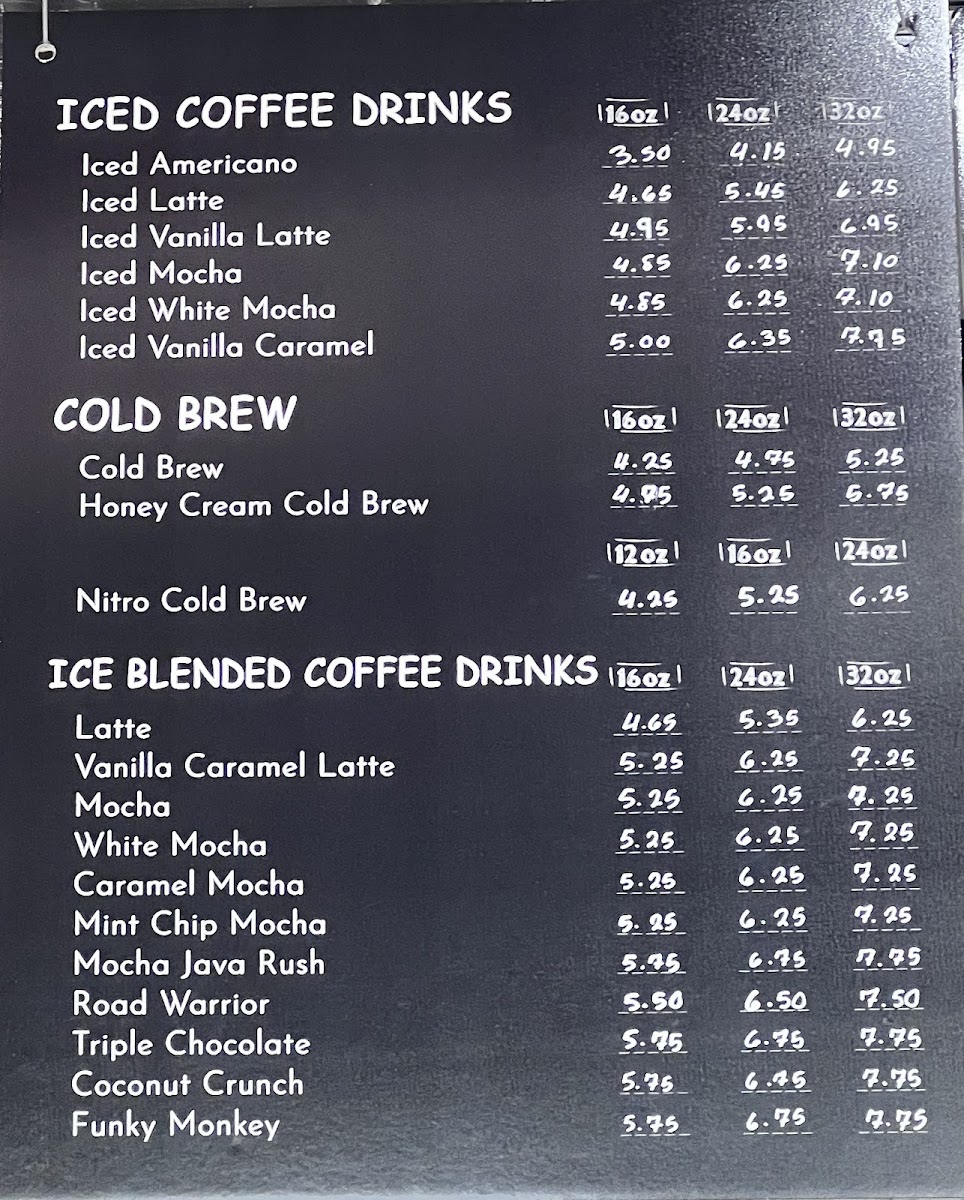 ICED COFFEE DRINKS 16oz 24oz 32oz
Iced Americano 3.50 4.15 4.95
Iced Latte 4.65 5.45 6.25
Iced Vanilla Latte 4.95 5.95 6.95
Iced Mocha 4.85 6.25 7.10
Iced White Mocha 4.85 6.25 7.10
Iced Vanilla Caramel 5.00 6.35 7.75
COLD BREW 16oz 24oz 32oz
Cold Brew 4.25 4.75 5.25
Honey Cream Cold Brew 4.75 5.25 5.75
12oz 16oz 24oz
Nitro Cold Brew 4.25 5.25 6.25
ICE BLENDED COFFEE DRINKS 16oz 24oz 32oz
Latte 4.65 5.35 6.25
Vanilla Caramel Latte 5.25 6.25 7.25
Mocha 5.25 6.25 7.25
White Mocha 5.25 6.25 7.25
Caramel Mocha 5.25 6.25 7.25
Mint Chip Mocha 5.25 6.25 7.25
Mocha Java Rush 5.75 6.75 7.75
Road Warrior 5.50 6.50 7.50
Triple Chocolate 5.75 6.75 7.75
Coconut Crunch 5.75 6.75 7.75
Funky Monkey 5.75 6.75 7.75